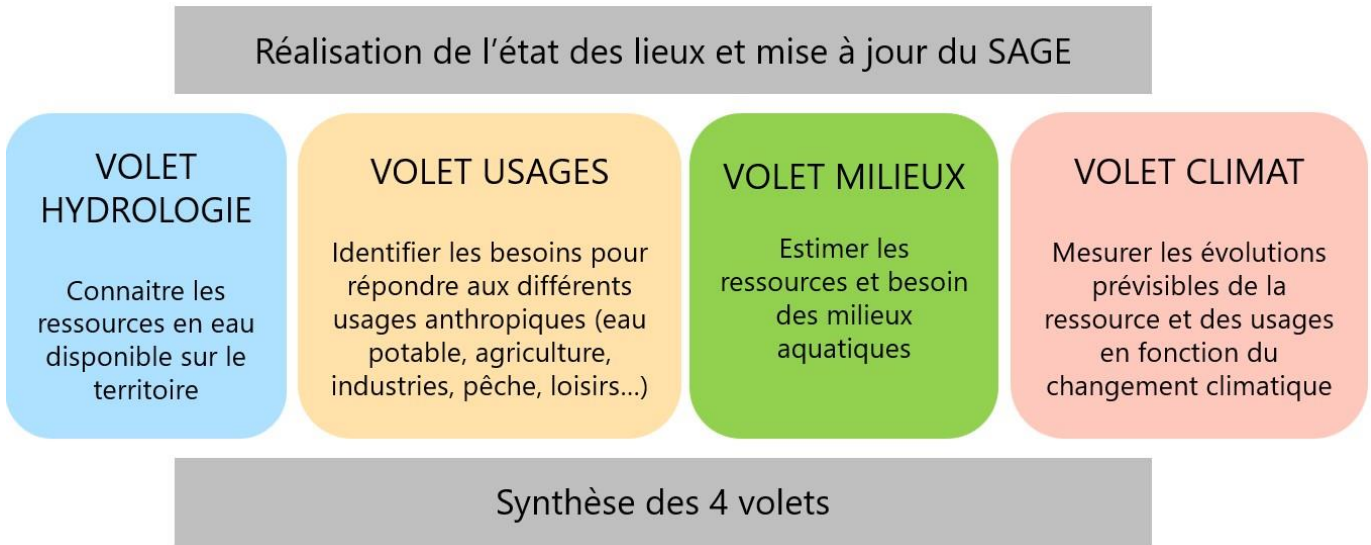 Réalisation de l’état des lieux et mise à jour du SAGE
VOLET
HYDROLOGIE
Connaitre les
ressources en eau
disponible sur le
territoire
VOLET USAGES
Identifier les besoins pour
répondre aux différents
usages anthropiques (eau
potable, agriculture,
industries, pêche, loisirs…)
VOLET MILIEUX
Estimer les
ressources et besoin
des milieux
aquatiques
VOLET CLIMAT
Mesurer les évolutions
prévisibles de la
ressource et des usages
en fonction du
changement climatique
Synthèse des 4 volets